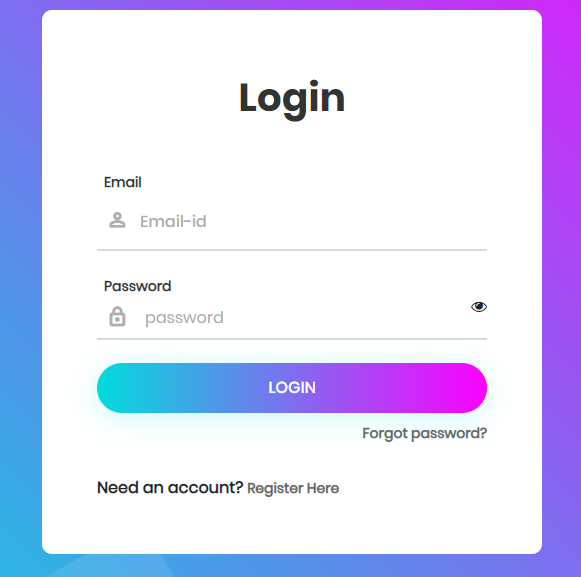 Login
Email
Email-id
Password
password
LOGIN
Forgot password?
Need an account? Register Here